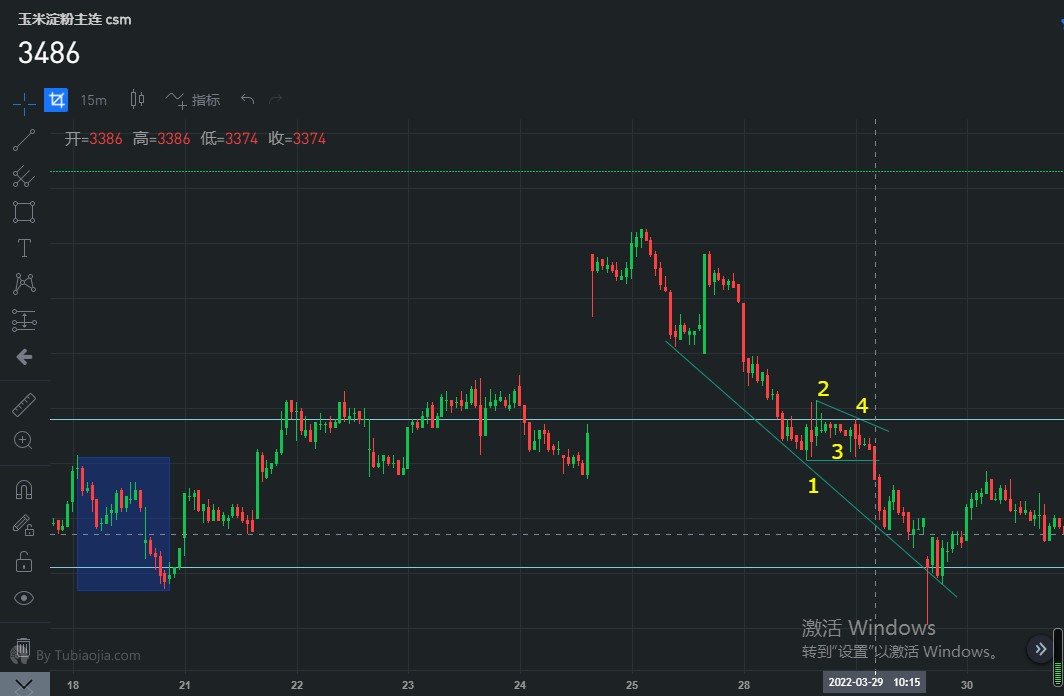 玉米淀粉主连 csm
3486
15m 指标
开=3386 高=3386 低=3374 收=3374
T
2
4
3
1
激活 Windows
转到“设置”以激活 Windows。
By Tubiaojia.com
18 21 22 23 24 25 28 2022-03-29 10:15 30